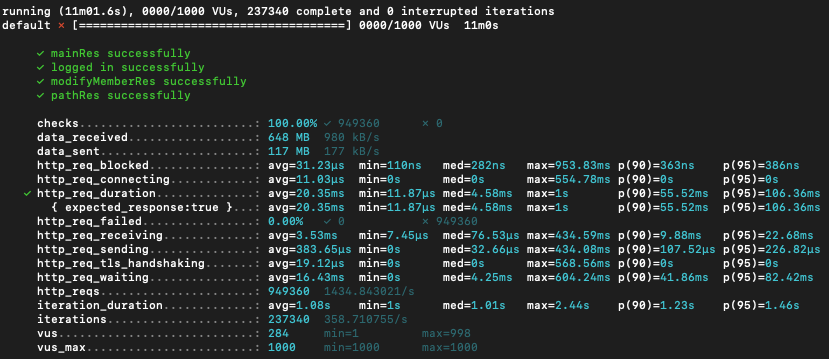 running (11m01.6s), 0000/1000 VUs, 237340 complete and 0 interrupted iterations
default ✗ [======================================] 0000/1000 VUs  11m0s
✓ mainRes successfully
✓ logged in successfully
✓ modifyMemberRes successfully
✓ pathRes successfully
checks.........................: 100.00% ✓ 949360      ✗ 0
data_received..................: 648 MB  980 kB/s
data_sent......................: 117 MB  177 kB/s
http_req_blocked...............: avg=31.23µs  min=110ns   med=282ns   max=953.83ms p(90)=363ns    p(95)=386ns
http_req_connecting............: avg=11.03µs  min=0s      med=0s      max=554.78ms p(90)=0s       p(95)=0s
✓ http_req_duration..............: avg=20.35ms  min=11.87µs med=4.58ms  max=1s       p(90)=55.52ms  p(95)=106.36ms
{ expected_response:true }...: avg=20.35ms  min=11.87µs med=4.58ms  max=1s       p(90)=55.52ms  p(95)=106.36ms
http_req_failed................: 0.00%   ✓ 0           ✗ 949360
http_req_receiving.............: avg=3.53ms   min=7.45µs  med=76.53µs max=434.59ms p(90)=9.88ms   p(95)=22.68ms
http_req_sending...............: avg=383.65µs min=0s      med=32.66µs max=434.08ms p(90)=107.52µs p(95)=226.82µs
http_req_tls_handshaking.......: avg=19.12µs  min=0s      med=0s      max=568.56ms p(90)=0s       p(95)=0s
http_req_waiting...............: avg=16.43ms  min=0s      med=4.25ms  max=604.24ms p(90)=41.86ms  p(95)=82.42ms
http_reqs......................: 949360  1434.843021/s
iteration_duration.............: avg=1.08s    min=1s      med=1.01s   max=2.44s    p(90)=1.23s    p(95)=1.46s
iterations.....................: 237340  358.710755/s
vus............................: 284     min=1         max=998
vus_max........................: 1000    min=1000      max=1000